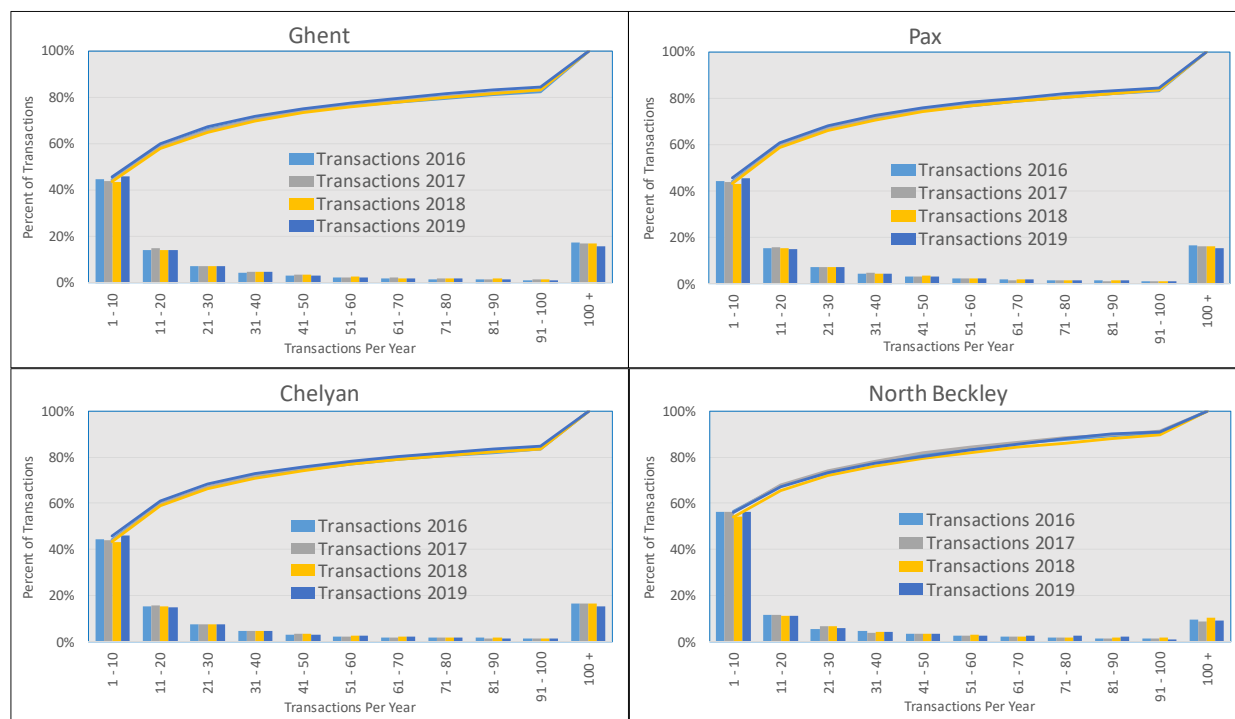 Ghent
Percent of Transactions
100%
80%
60%
40%
20%
0%
Transactions 2016
Transactions 2017
Transactions 2018
Transactions 2019
1 - 10
11 - 20
21 - 30
31 - 40
41 - 50
51 - 60
61 - 70
71 - 80
81 - 90
91 - 100
100 +
Transactions Per Year
Pax
Percent of Transactions
100%
80%
60%
40%
20%
0%
Transactions 2016
Transactions 2017
Transactions 2018
Transactions 2019
1 - 10
11 - 20
21 - 30
31 - 40
41 - 50
51 - 60
61 - 70
71 - 80
81 - 90
91 - 100
100 +
Transactions Per Year
Chelyan
Percent of Transactions
100%
80%
60%
40%
20%
0%
Transactions 2016
Transactions 2017
Transactions 2018
Transactions 2019
1 - 10
11 - 20
21 - 30
31 - 40
41 - 50
51 - 60
61 - 70
71 - 80
81 - 90
91 - 100
100 +
Transactions Per Year
North Beckley
Percent of Transactions
100%
80%
60%
40%
20%
0%
Transactions 2016
Transactions 2017
Transactions 2018
Transactions 2019
1 - 10
11 - 20
21 - 30
31 - 40
41 - 50
51 - 60
61 - 70
71 - 80
81 - 90
91 - 100
100 +
Transactions Per Year